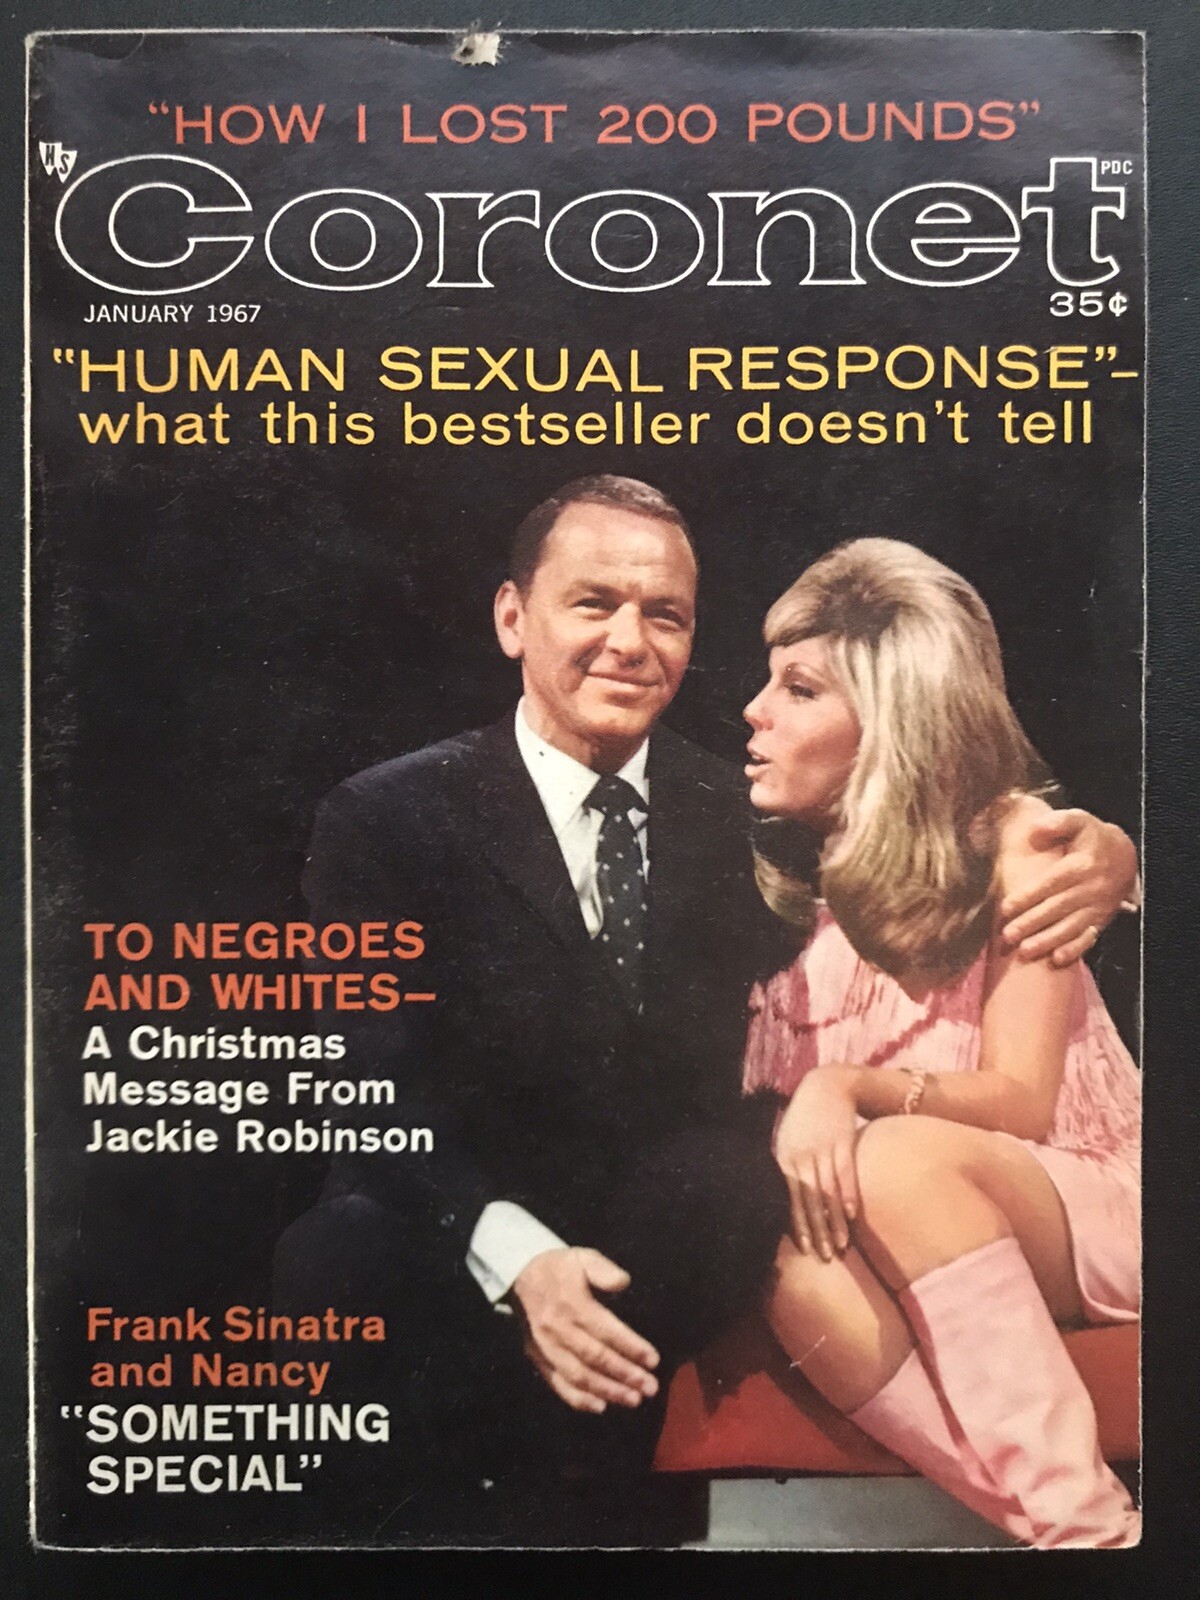 “HOW I LOST 200 POUNDS”
HS
Coronet
PDC
JANUARY 1967
35¢
“HUMAN SEXUAL RESPONSE”–
what this bestseller doesn’t tell
TO NEGROES
AND WHITES–
A Christmas
Message From
Jackie Robinson
Frank Sinatra
and Nancy
“SOMETHING
SPECIAL”